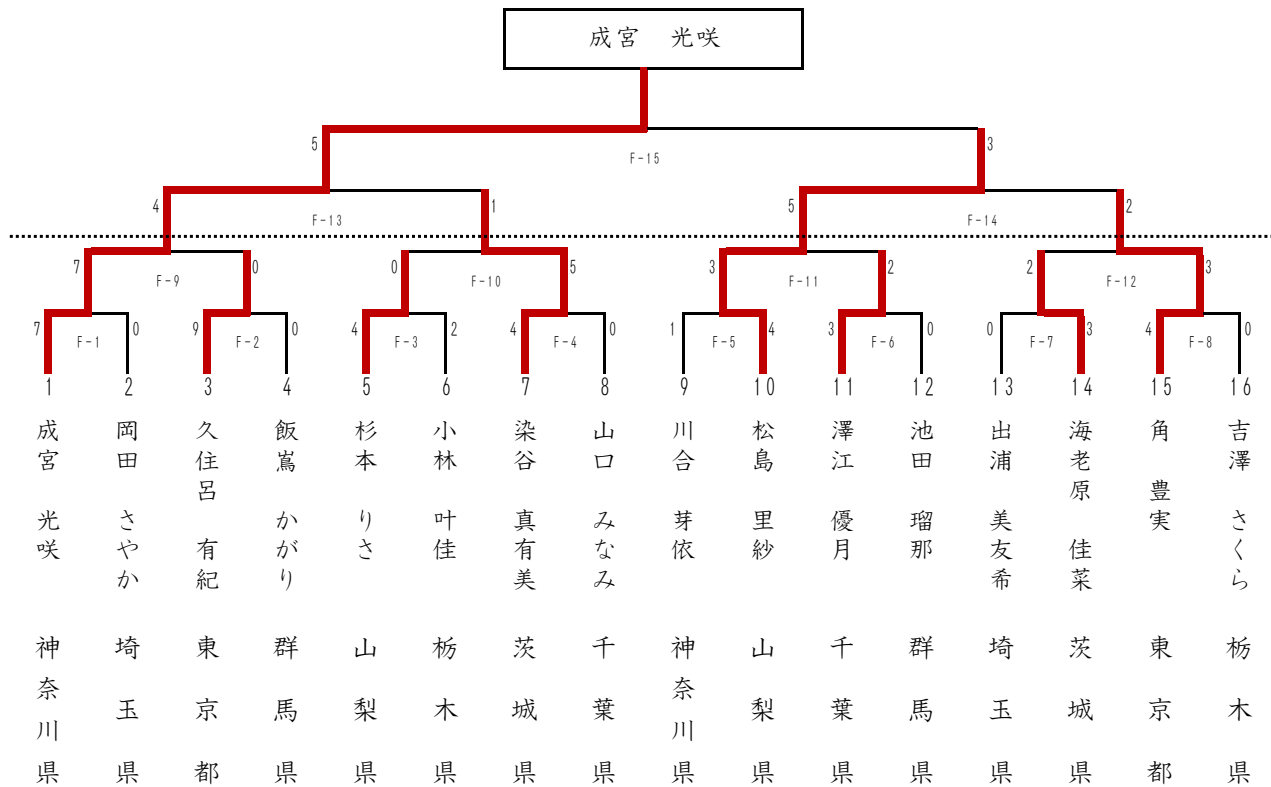 成宮　光咲
5 3
F-15
4 1 5 2
F-13 F-14
7 0 0 5 3 2 2 3
F-9 F-10 F-11 F-12
7 0 9 0 4 2 4 0 1 4 3 0 0 3 4 0
F-1 F-2 F-3 F-4 F-5 F-6 F-7 F-8
1 2 3 4 5 6 7 8 9 10 11 12 13 14 15 16
成宮　光咲
岡田　さやか
久住呂　有紀
飯嶌　かがり
杉本　りさ
小林　叶佳
染谷　真有美
山口　みなみ
川合　芽依
松島　里紗
澤江　優月
池田　瑠那
出浦　美友希
海老原　佳菜
角　豊実
吉澤　さくら
神奈川県
埼玉県
東京都
群馬県
山梨県
栃木県
茨城県
千葉県
神奈川県
山梨県
千葉県
群馬県
埼玉県
茨城県
東京都
栃木県